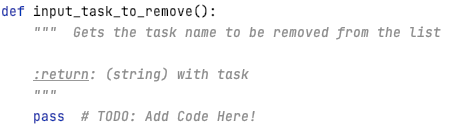 def input_task_to_remove():
    """  Gets the task name to be removed from the list

    :return: (string) with task
    """
    pass  # TODO: Add Code Here!